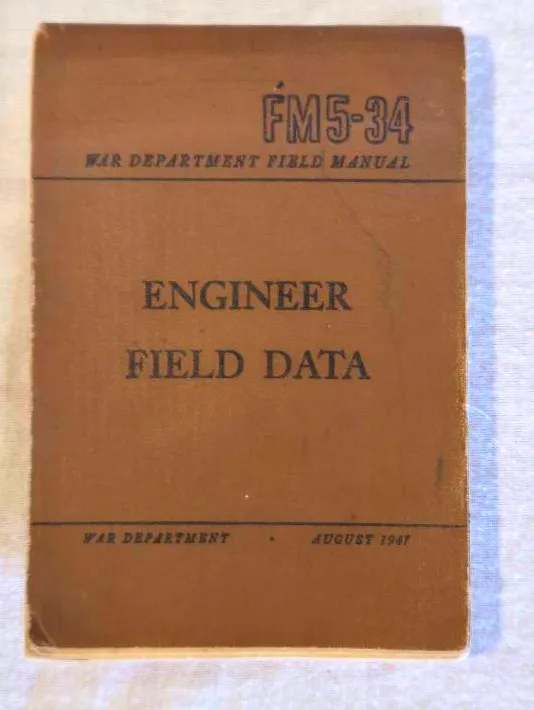 FM5-34
WAR DEPARTMENT FIELD MANUAL
ENGINEER
FIELD DATA
WAR DEPARTMENT · AUGUST 1947